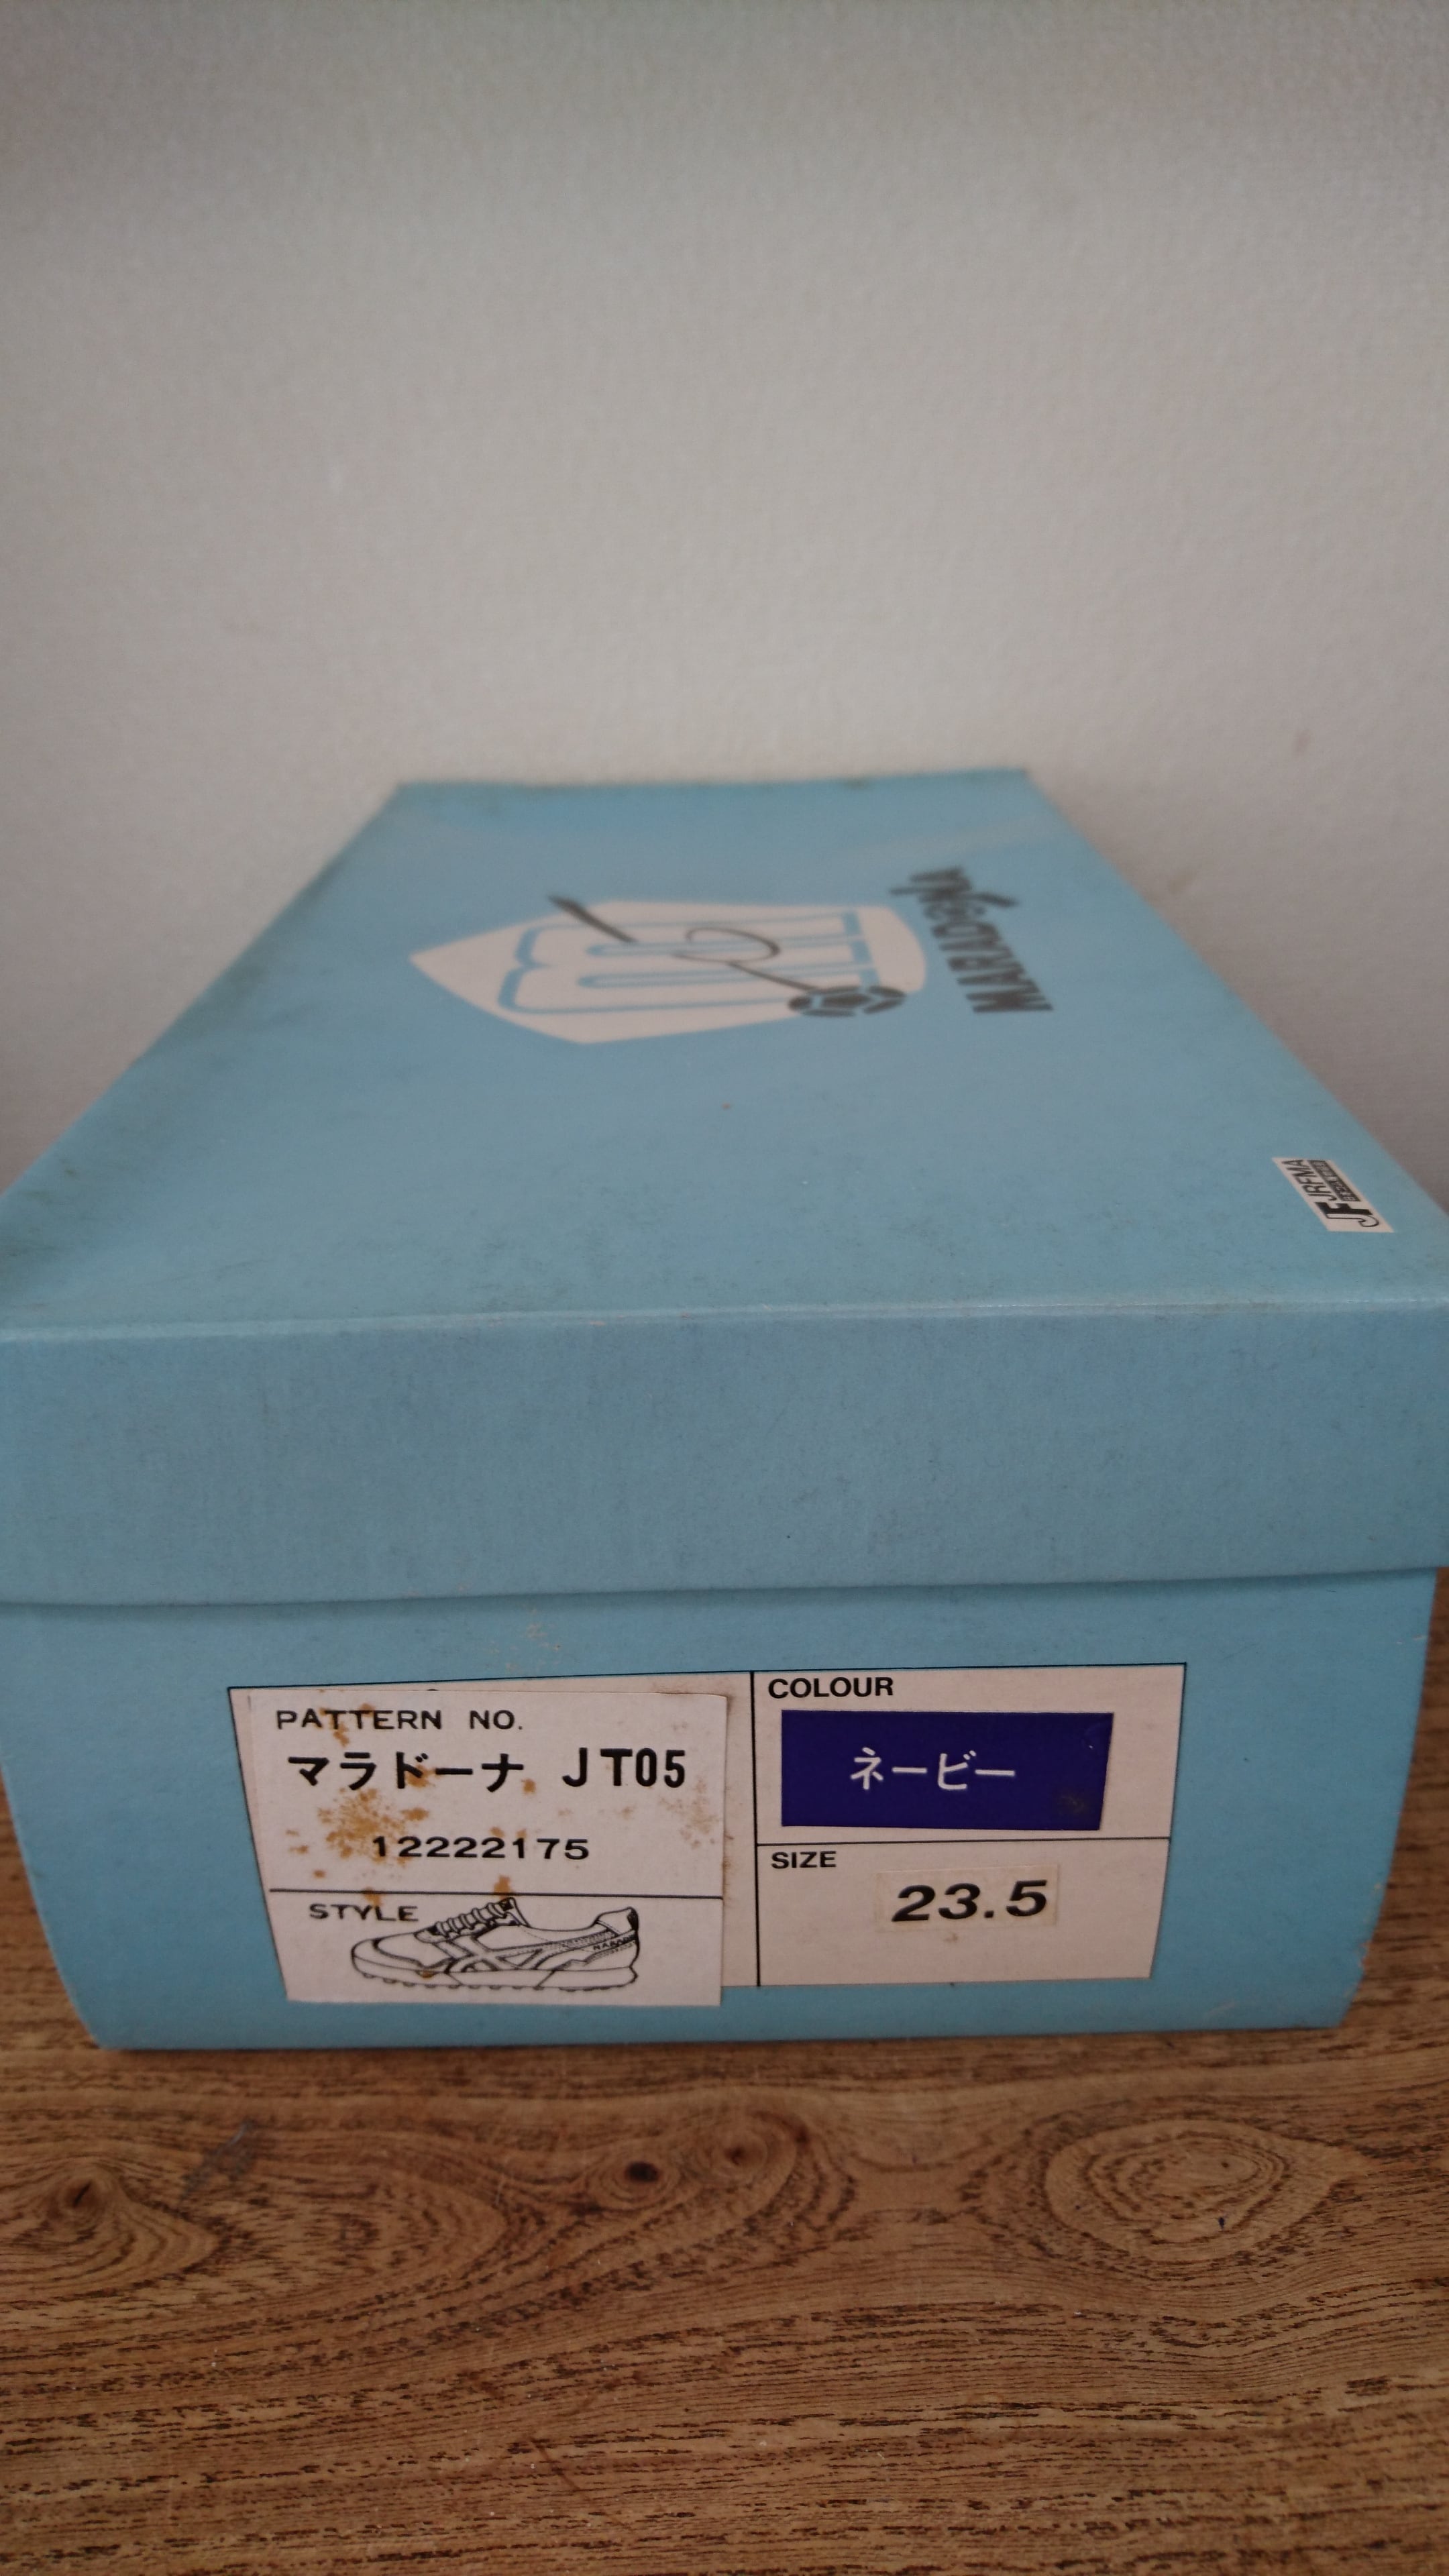 MARADONA
JF JRFMA
PATTERN NO.
マラドーナ JT05
12222175
STYLE
COLOUR
ネービー
SIZE
23.5